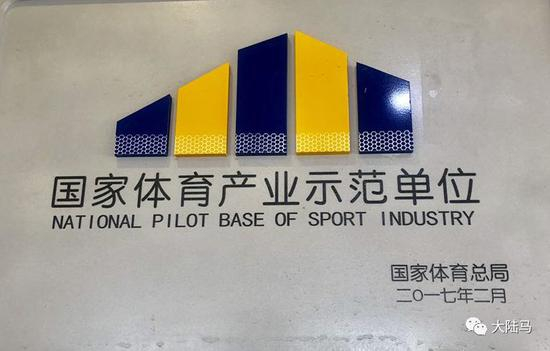 国家体育产业示范单位
NATIONAL PILOT BASE OF SPORT INDUSTRY
国家体育总局
二〇一七年二月
大陆马